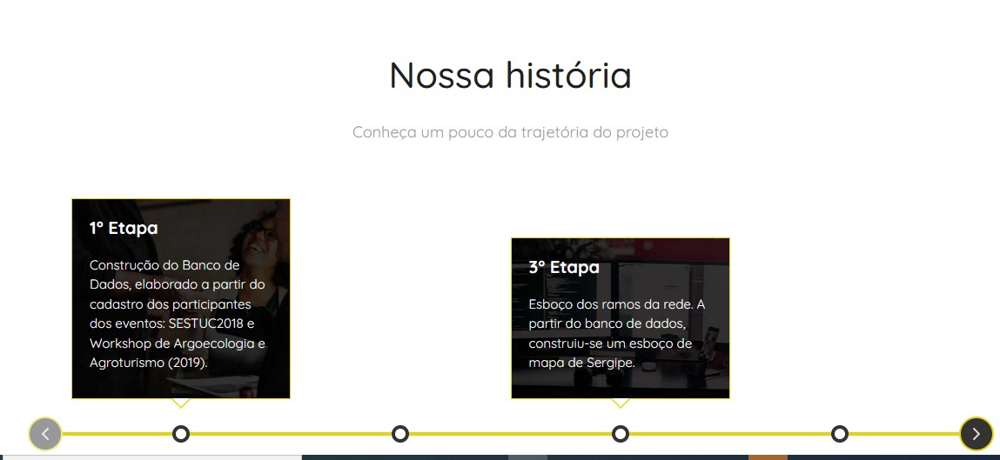 Nossa história
Conheça um pouco da trajetória do projeto
1º Etapa
Construção do Banco de
Dados, elaborado a partir do
cadastro dos participantes
dos eventos: SESTUC2018 e
Workshop de Argoecologia e
Agroturismo (2019).
3º Etapa
Esboço dos ramos da rede. A
partir do banco de dados,
construiu-se um esboço de
mapa de Sergipe.